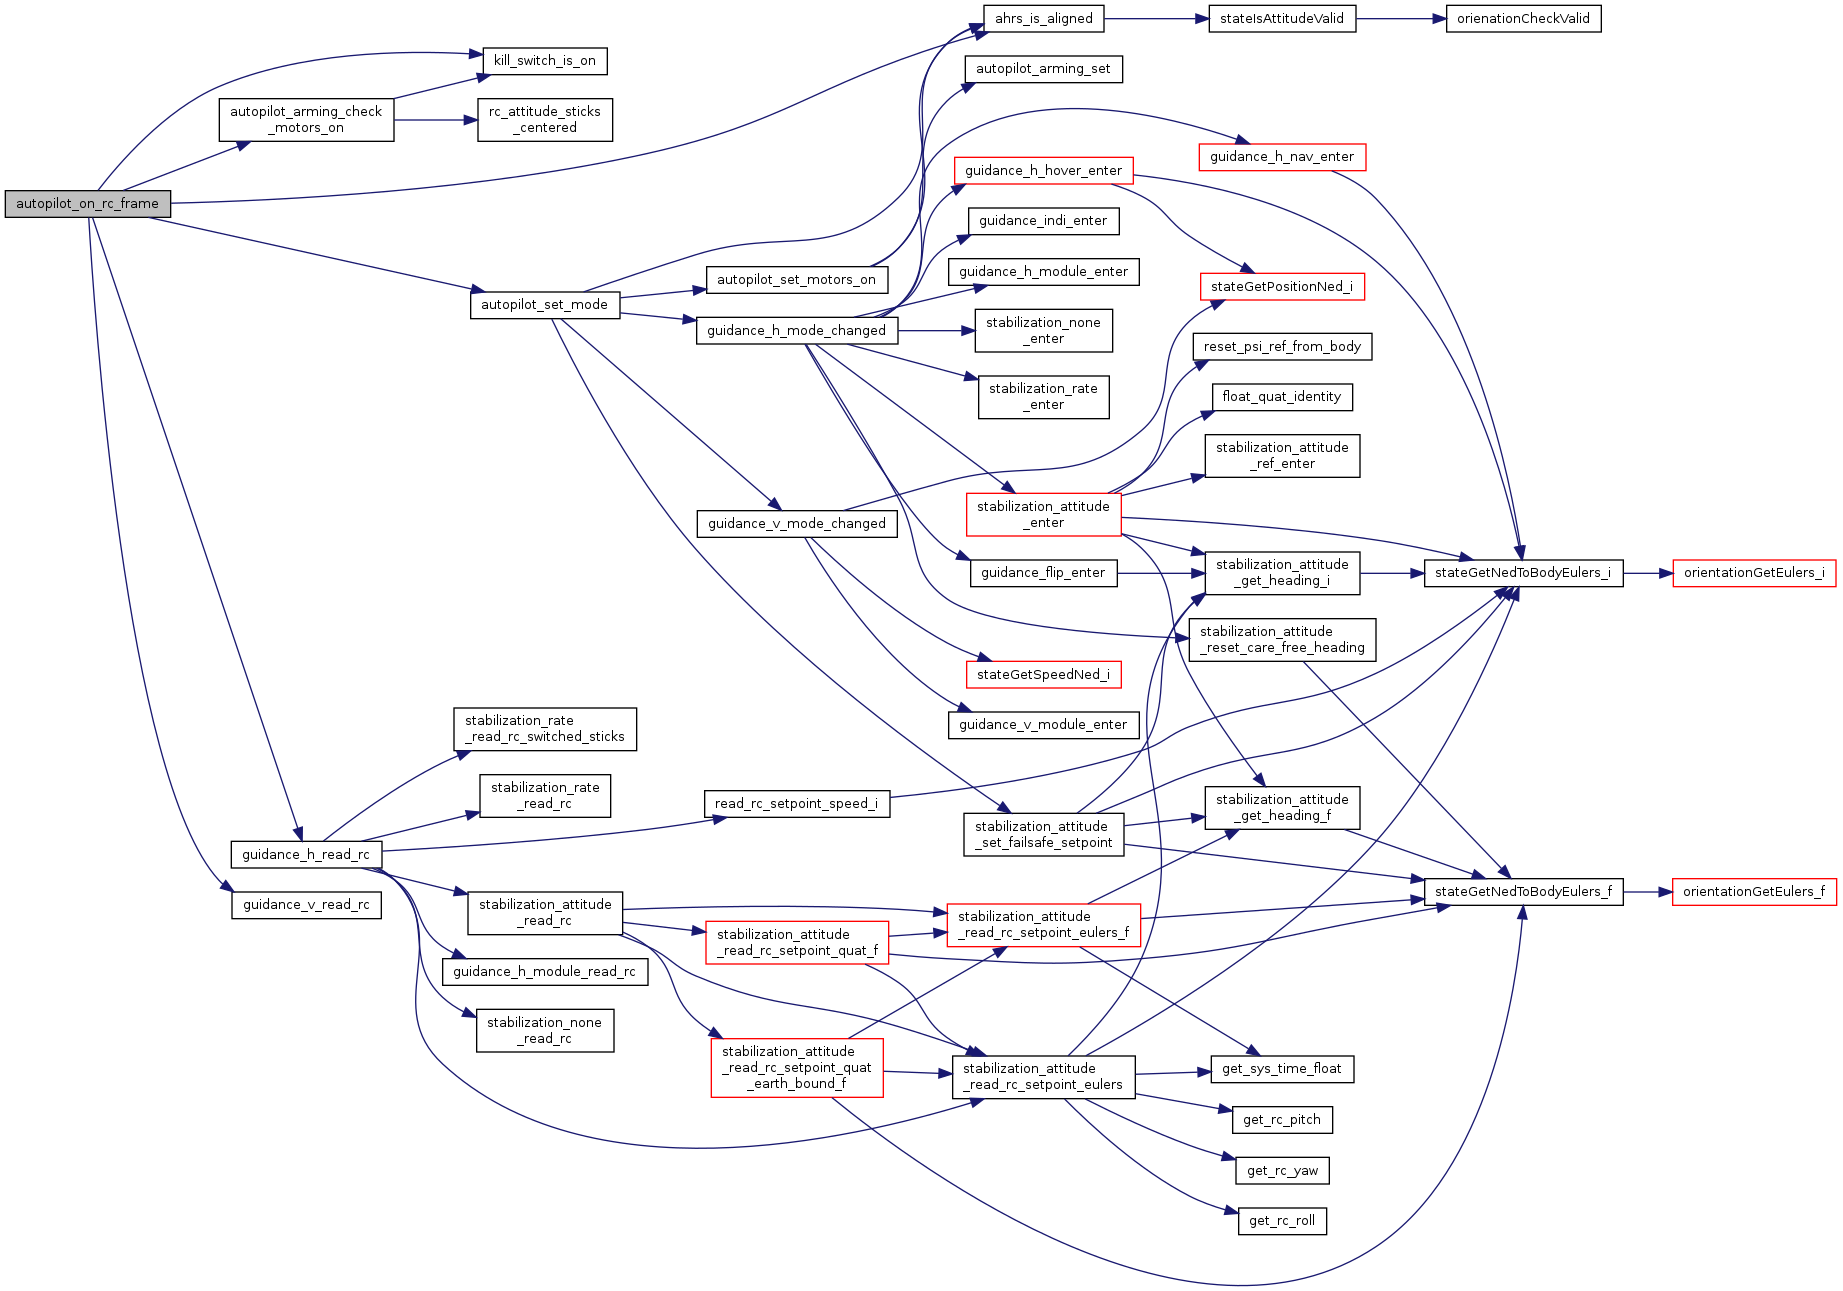 autopilot_on_rc_frame
kill_switch_is_on
autopilot_arming_check
_motors_on
rc_attitude_sticks
_centered
autopilot_set_mode
stabilization_rate
_read_rc_switched_sticks
stabilization_rate
_read_rc
guidance_h_read_rc
guidance_v_read_rc
stabilization_attitude
_read_rc
guidance_h_module_read_rc
stabilization_none
_read_rc
autopilot_set_motors_on
guidance_h_mode_changed
guidance_v_mode_changed
read_rc_setpoint_speed_i
stabilization_attitude
_read_rc_setpoint_quat_f
stabilization_attitude
_read_rc_setpoint_quat
_earth_bound_f
ahrs_is_aligned
autopilot_arming_set
guidance_h_hover_enter
guidance_indi_enter
guidance_h_module_enter
stabilization_none
_enter
stabilization_rate
_enter
stabilization_attitude
_enter
guidance_flip_enter
stateGetSpeedNed_i
guidance_v_module_enter
stabilization_attitude
_set_failsafe_setpoint
stabilization_attitude
_read_rc_setpoint_eulers_f
stabilization_attitude
_read_rc_setpoint_eulers
stateIsAttitudeValid
guidance_h_nav_enter
stateGetPositionNed_i
reset_psi_ref_from_body
float_quat_identity
stabilization_attitude
_ref_enter
stabilization_attitude
_get_heading_i
stabilization_attitude
_reset_care_free_heading
stabilization_attitude
_get_heading_f
get_sys_time_float
get_rc_pitch
get_rc_yaw
get_rc_roll
orienationCheckValid
stateGetNedToBodyEulers_i
stateGetNedToBodyEulers_f
orientationGetEulers_i
orientationGetEulers_f